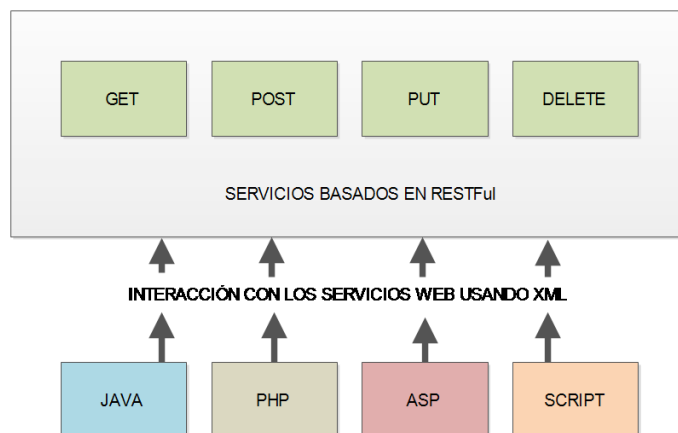 GET
POST
PUT
DELETE
SERVICIOS BASADOS EN RESTFul
INTERACCIÓN CON LOS SERVICIOS WEB USANDO XML
JAVA
PHP
ASP
SCRIPT